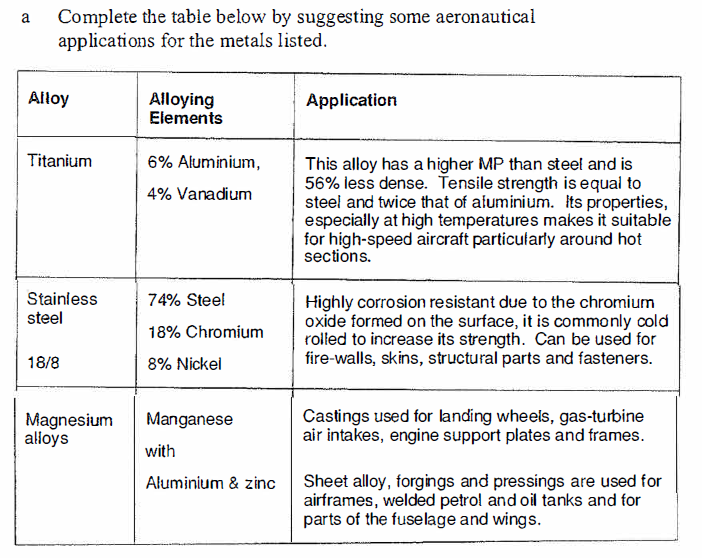 a Complete the table below by suggesting some aeronautical
applications for the metals listed.
Alloy
Alloying
Elements
Application
Titanium
6% Aluminium,
4% Vanadium
This alloy has a higher MP than steel and is
56% less dense. Tensile strength is equal to
steel and twice that of aluminium. Its properties,
especially at high temperatures makes it suitable
for high-speed aircraft particularly around hot
sections.
Stainless
steel
18/8
74% Steel
18% Chromium
8% Nickel
Highly corrosion resistant due to the chromium
oxide formed on the surface, it is commonly cold
rolled to increase its strength. Can be used for
fire-walls, skins, structural parts and fasteners.
Magnesium
alloys
Manganese
with
Aluminium & zinc
Castings used for landing wheels, gas-turbine
air intakes, engine support plates and frames.
Sheet alloy, forgings and pressings are used for
airframes, welded petrol and oil tanks and for
parts of the fuselage and wings.